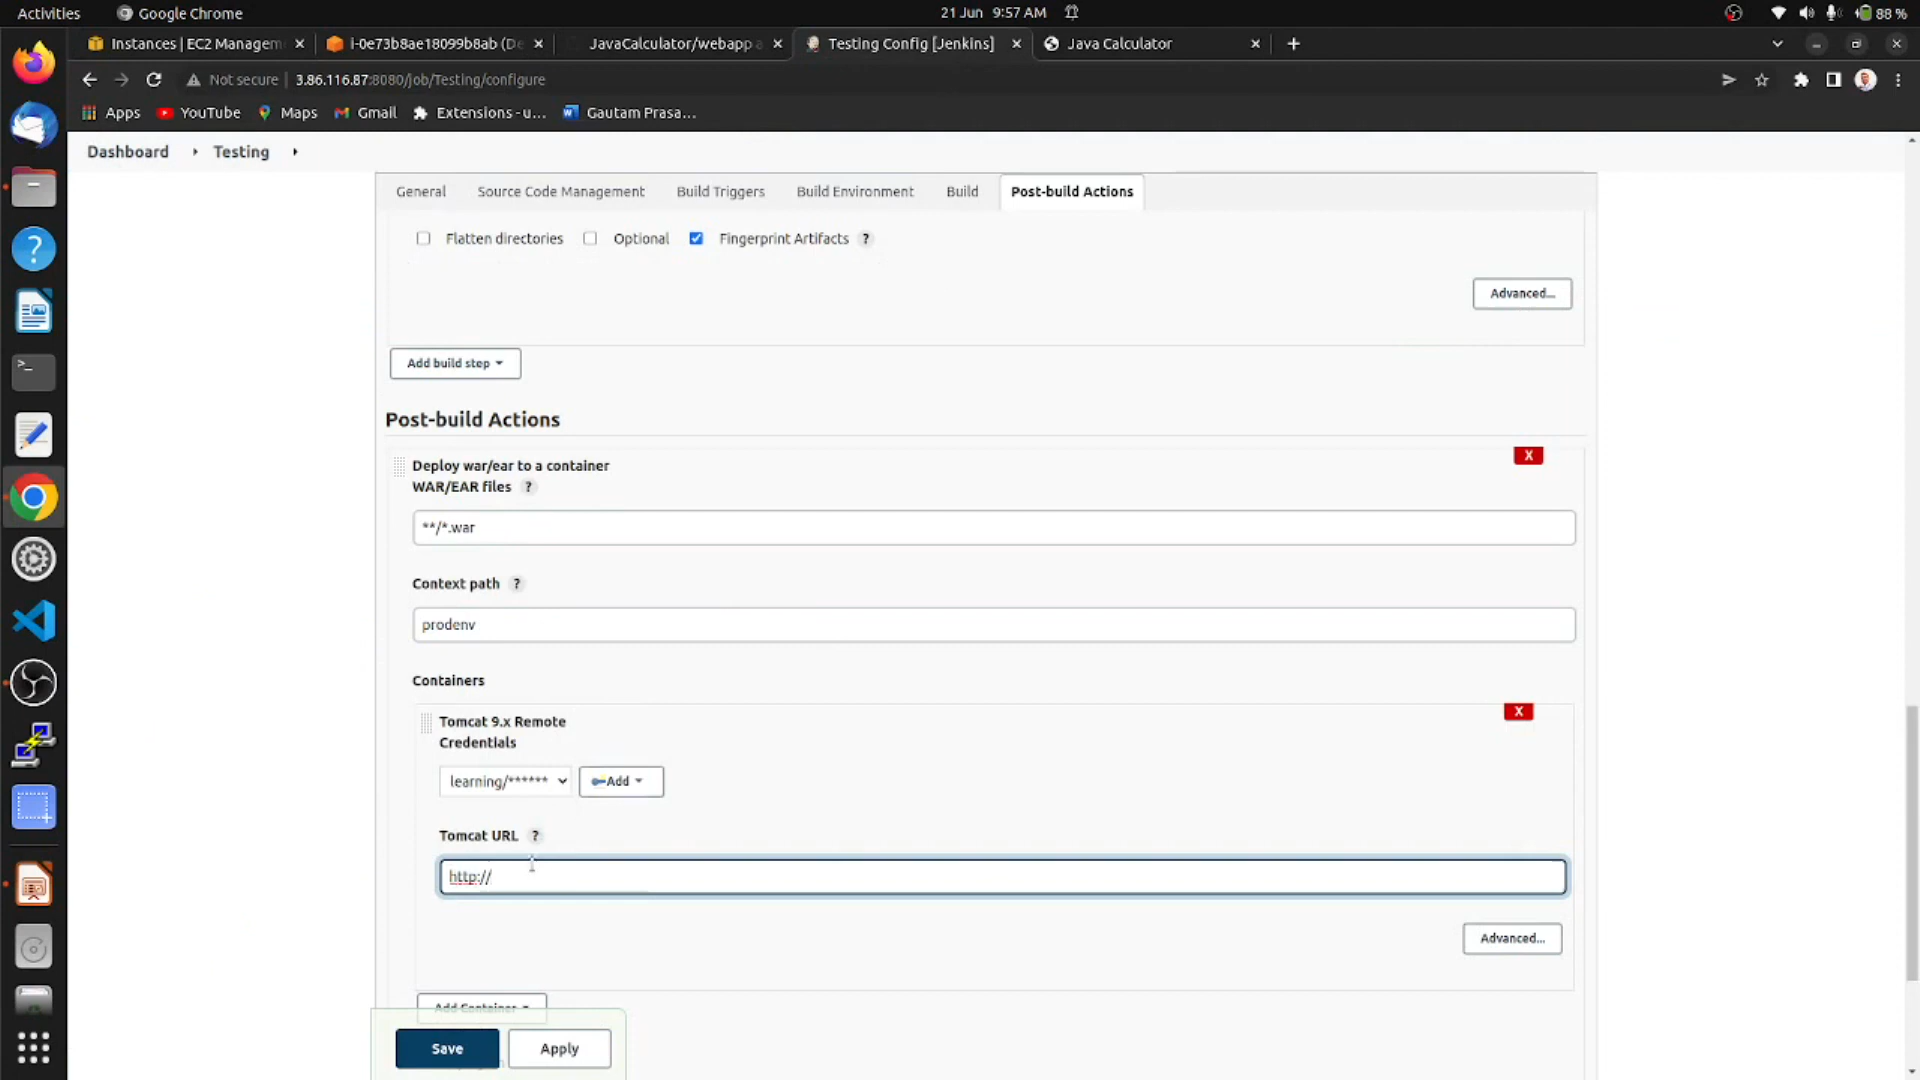 Activities Google Chrome 21 Jun 9:57 AM 88 %
Instances | EC2 Managem i-0e73b8ae18099b8ab (De JavaCalculator/webapp a Testing Config [Jenkins] Java Calculator
Not secure 3.86.116.87:8080/job/Testing/configure
Apps YouTube Maps Gmail Extensions - u... Gautam Prasa...
Dashboard Testing
General Source Code Management Build Triggers Build Environment Build Post-build Actions
Flatten directories Optional Fingerprint Artifacts ?
Advanced...
Add build step
Post-build Actions
X
Deploy war/ear to a container
WAR/EAR files ?
**/*.war
Context path ?
prodenv
Containers
X
Tomcat 9.x Remote
Credentials
learning/****** Add
Tomcat URL ?
http://
Advanced...
Add Container
Save Apply